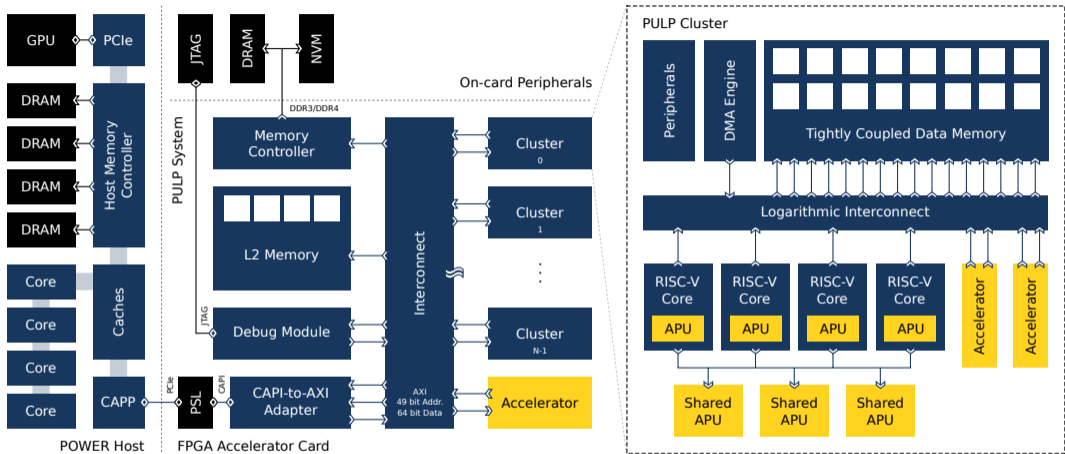 GPU
PCIe
DRAM
DRAM
DRAM
DRAM
Host Memory
Controller
Core
Core
Core
Core
Caches
CAPP
POWER Host
PCIe
PSL
CAPI
FPGA Accelerator Card
PULP System
JTAG
DRAM
NVM
On-card Peripherals
DDR3/DDR4
JTAG
Memory
Controller
L2 Memory
Debug Module
CAPI-to-AXI
Adapter
Interconnect
AXI
49 bit Addr.
64 bit Data
Cluster
0
Cluster
1
Cluster
N-1
Accelerator
PULP Cluster
Peripherals
DMA Engine
Tightly Coupled Data Memory
Logarithmic Interconnect
RISC-V
Core
APU
RISC-V
Core
APU
RISC-V
Core
APU
RISC-V
Core
APU
Accelerator
Accelerator
Shared
APU
Shared
APU
Shared
APU